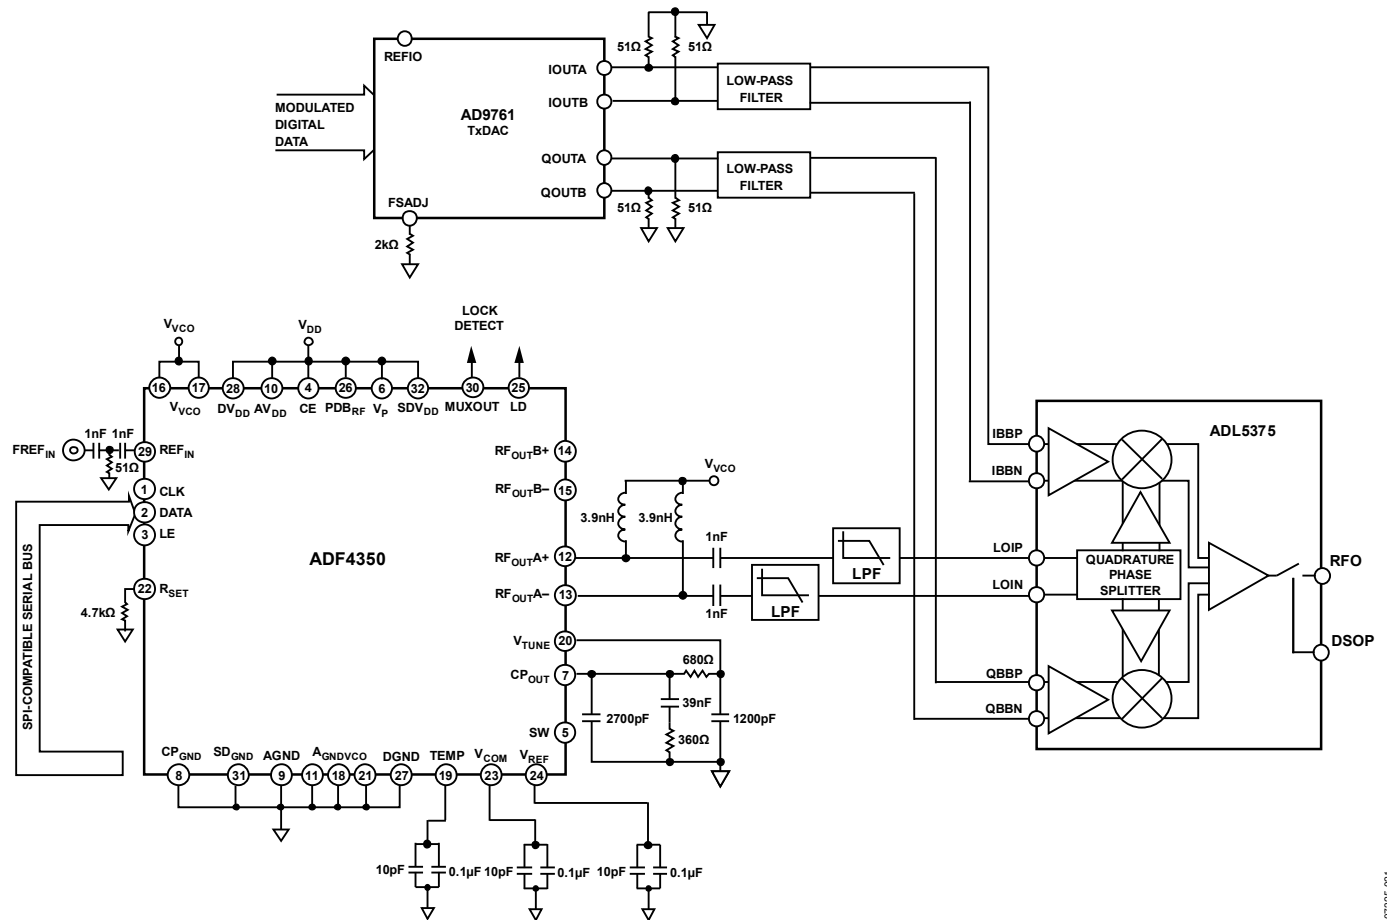 REFIO
MODULATED
DIGITAL
DATA
AD9761
TxDAC
IOUTA
IOUTB
QOUTA
QOUTB
FSADJ
2kΩ
51Ω
51Ω
LOW-PASS
FILTER
LOW-PASS
FILTER
51Ω
51Ω
LOCK
DETECT
VVCO
VDD
16
17
28
10
4
26
6
32
30
25
VVCO
DVDD
AVDD
CE
PDBRF
VP
SDVDD
MUXOUT
LD
FREFIN
1nF
1nF
51Ω
29
REFIN
1
CLK
2
DATA
3
LE
22
RSET
4.7kΩ
SPI-COMPATIBLE SERIAL BUS
ADF4350
RFOUTB+
14
RFOUTB−
15
RFOUTA+
12
RFOUTA−
13
VTUNE
20
CPOUT
7
SW
5
VVCO
3.9nH
3.9nH
1nF
1nF
LPF
LPF
680Ω
39nF
2700pF
1200pF
360Ω
CPGND
SDGND
AGND
AGNDVCO
DGND
TEMP
VCOM
VREF
8
31
9
11
18
21
27
19
23
24
10pF
0.1µF
10pF
0.1µF
10pF
0.1µF
ADL5375
IBBP
IBBN
LOIP
LOIN
QUADRATURE
PHASE
SPLITTER
QBBP
QBBN
RFO
DSOP